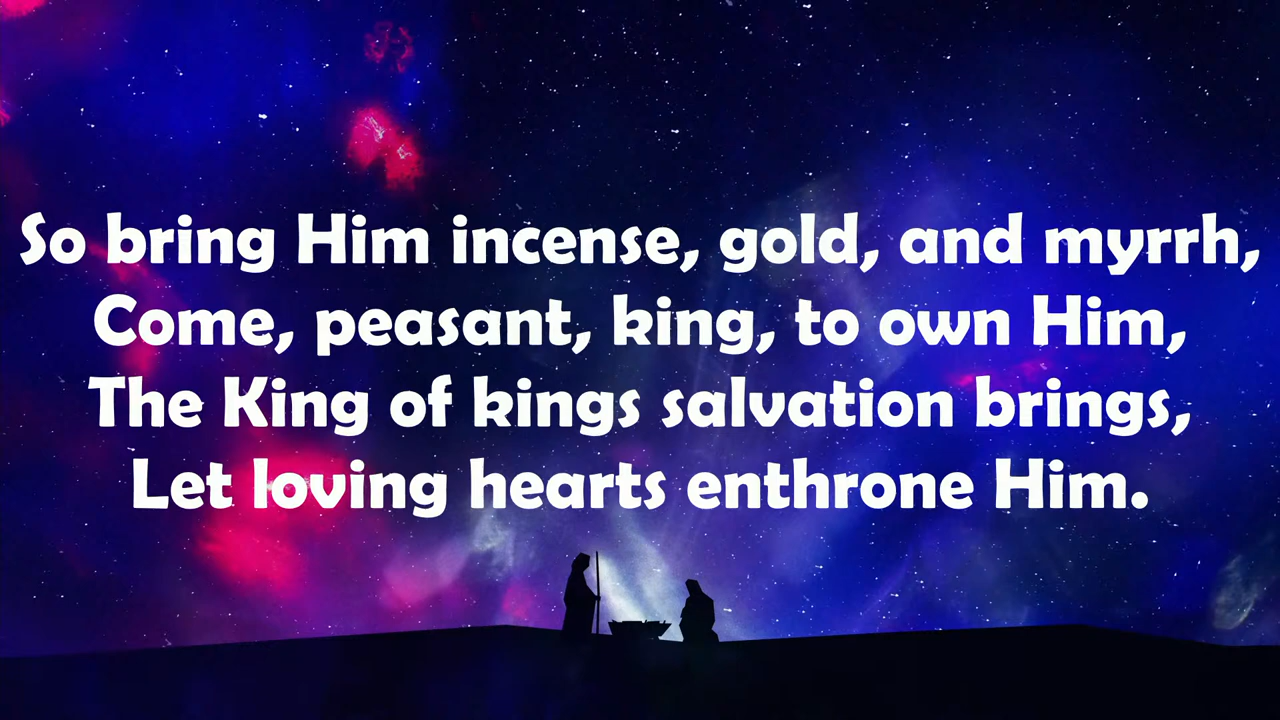 So bring Him incense, gold, and myrrh,
Come, peasant, king, to own Him,
The King of kings salvation brings,
Let loving hearts enthrone Him.